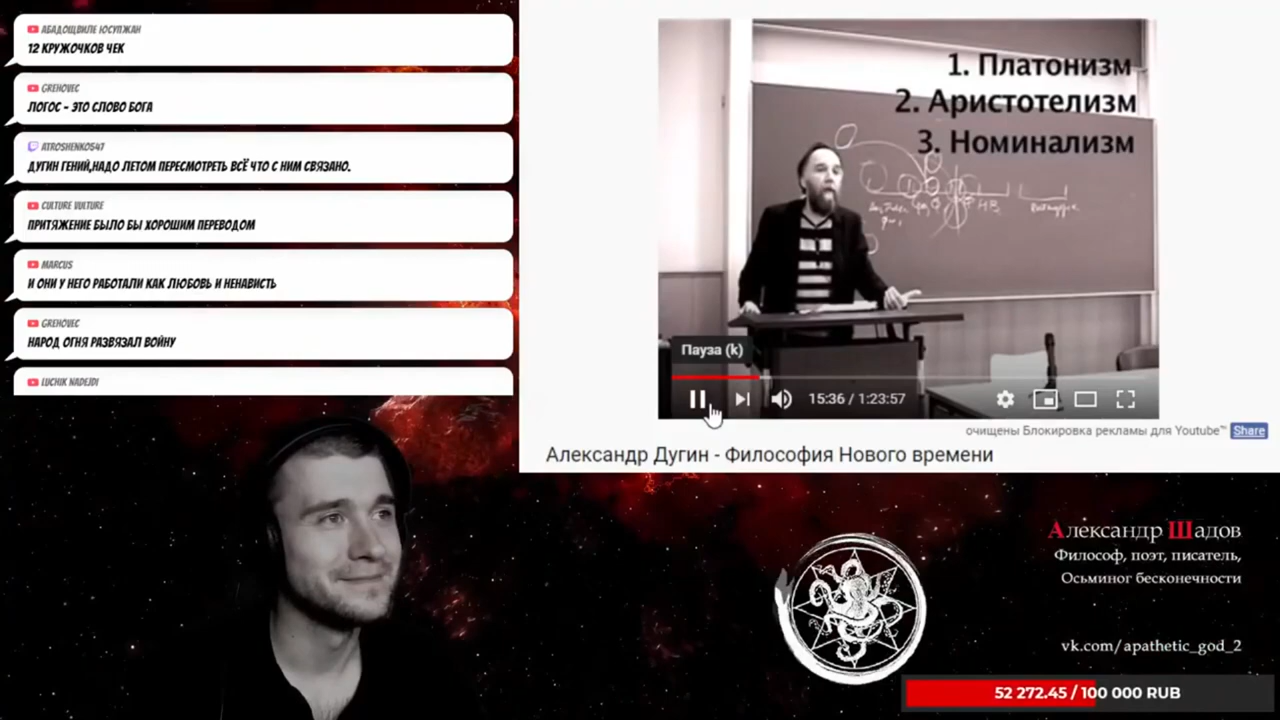 АБАДОЩВИЛЕ ЮСУПЖАН
12 КРУЖОЧКОВ ЧЕК
GREHOVEC
ЛОГОС - ЭТО СЛОВО БОГА
ATROSHENKO547
ДУГИН ГЕНИЙ,НАДО ЛЕТОМ ПЕРЕСМОТРЕТЬ ВСЁ ЧТО С НИМ СВЯЗАНО.
CULTURE VULTURE
ПРИТЯЖЕНИЕ БЫЛО БЫ ХОРОШИМ ПЕРЕВОДОМ
MARCUS
И ОНИ У НЕГО РАБОТАЛИ КАК ЛЮБОВЬ И НЕНАВИСТЬ
GREHOVEC
НАРОД ОГНЯ РАЗВЯЗАЛ ВОЙНУ
LUCHIK NADEJDI
1. Платонизм
2. Аристотелизм
3. Номинализм
Пауза (k)
15:36 / 1:23:57
очищены Блокировка рекламы для Youtube™ Share
Александр Дугин - Философия Нового времени
Александр Шадов
Философ, поэт, писатель,
Осьминог бесконечности
vk.com/apathetic_god_2
52 272.45 / 100 000 RUB